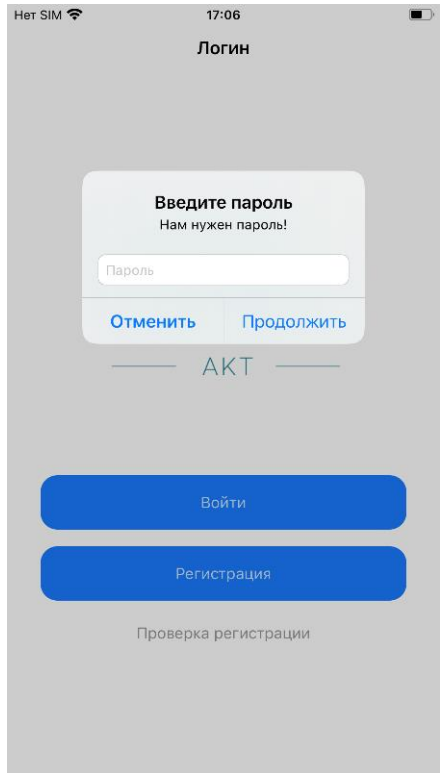 Нет SIM 17:06
Логин
Введите пароль
Нам нужен пароль!
Пароль
Отменить Продолжить
АКТ
Войти
Регистрация
Проверка регистрации